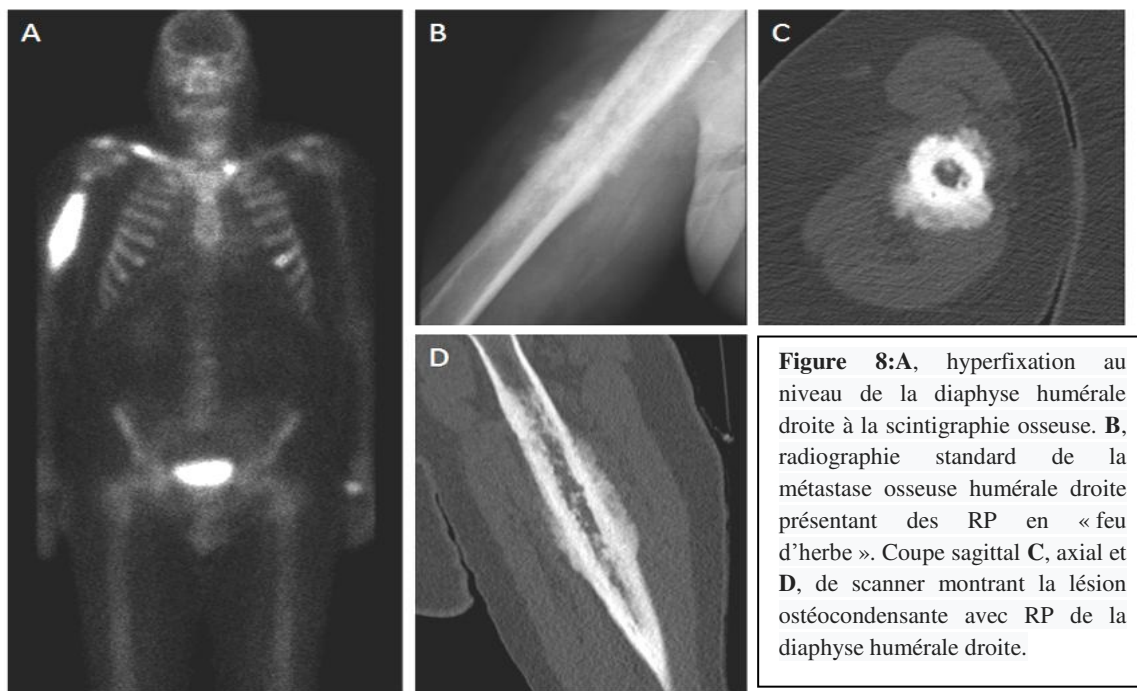 A
B
C
D
Figure 8:A, hyperfixation au
niveau de la diaphyse humérale
droite à la scintigraphie osseuse. B,
radiographie standard de la
métastase osseuse humérale droite
présentant des RP en « feu
d'herbe ». Coupe sagittal C, axial et
D, de scanner montrant la lésion
ostéocondensante avec RP de la
diaphyse humérale droite.